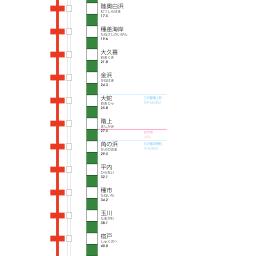 陸奥白浜
むつしらはま
17.5
種差海岸
たねさしかいがん
19.6
大久喜
おおくき
21.8
金浜
かねはま
24.3
大蛇
おおじゃ
25.8
階上
はしかみ
27.5
角の浜
かどのはま
29.5
平内
ひらない
32.1
種市
たねいち
34.2
玉川
たまがわ
38.1
宿戸
しゅくのへ
40.8